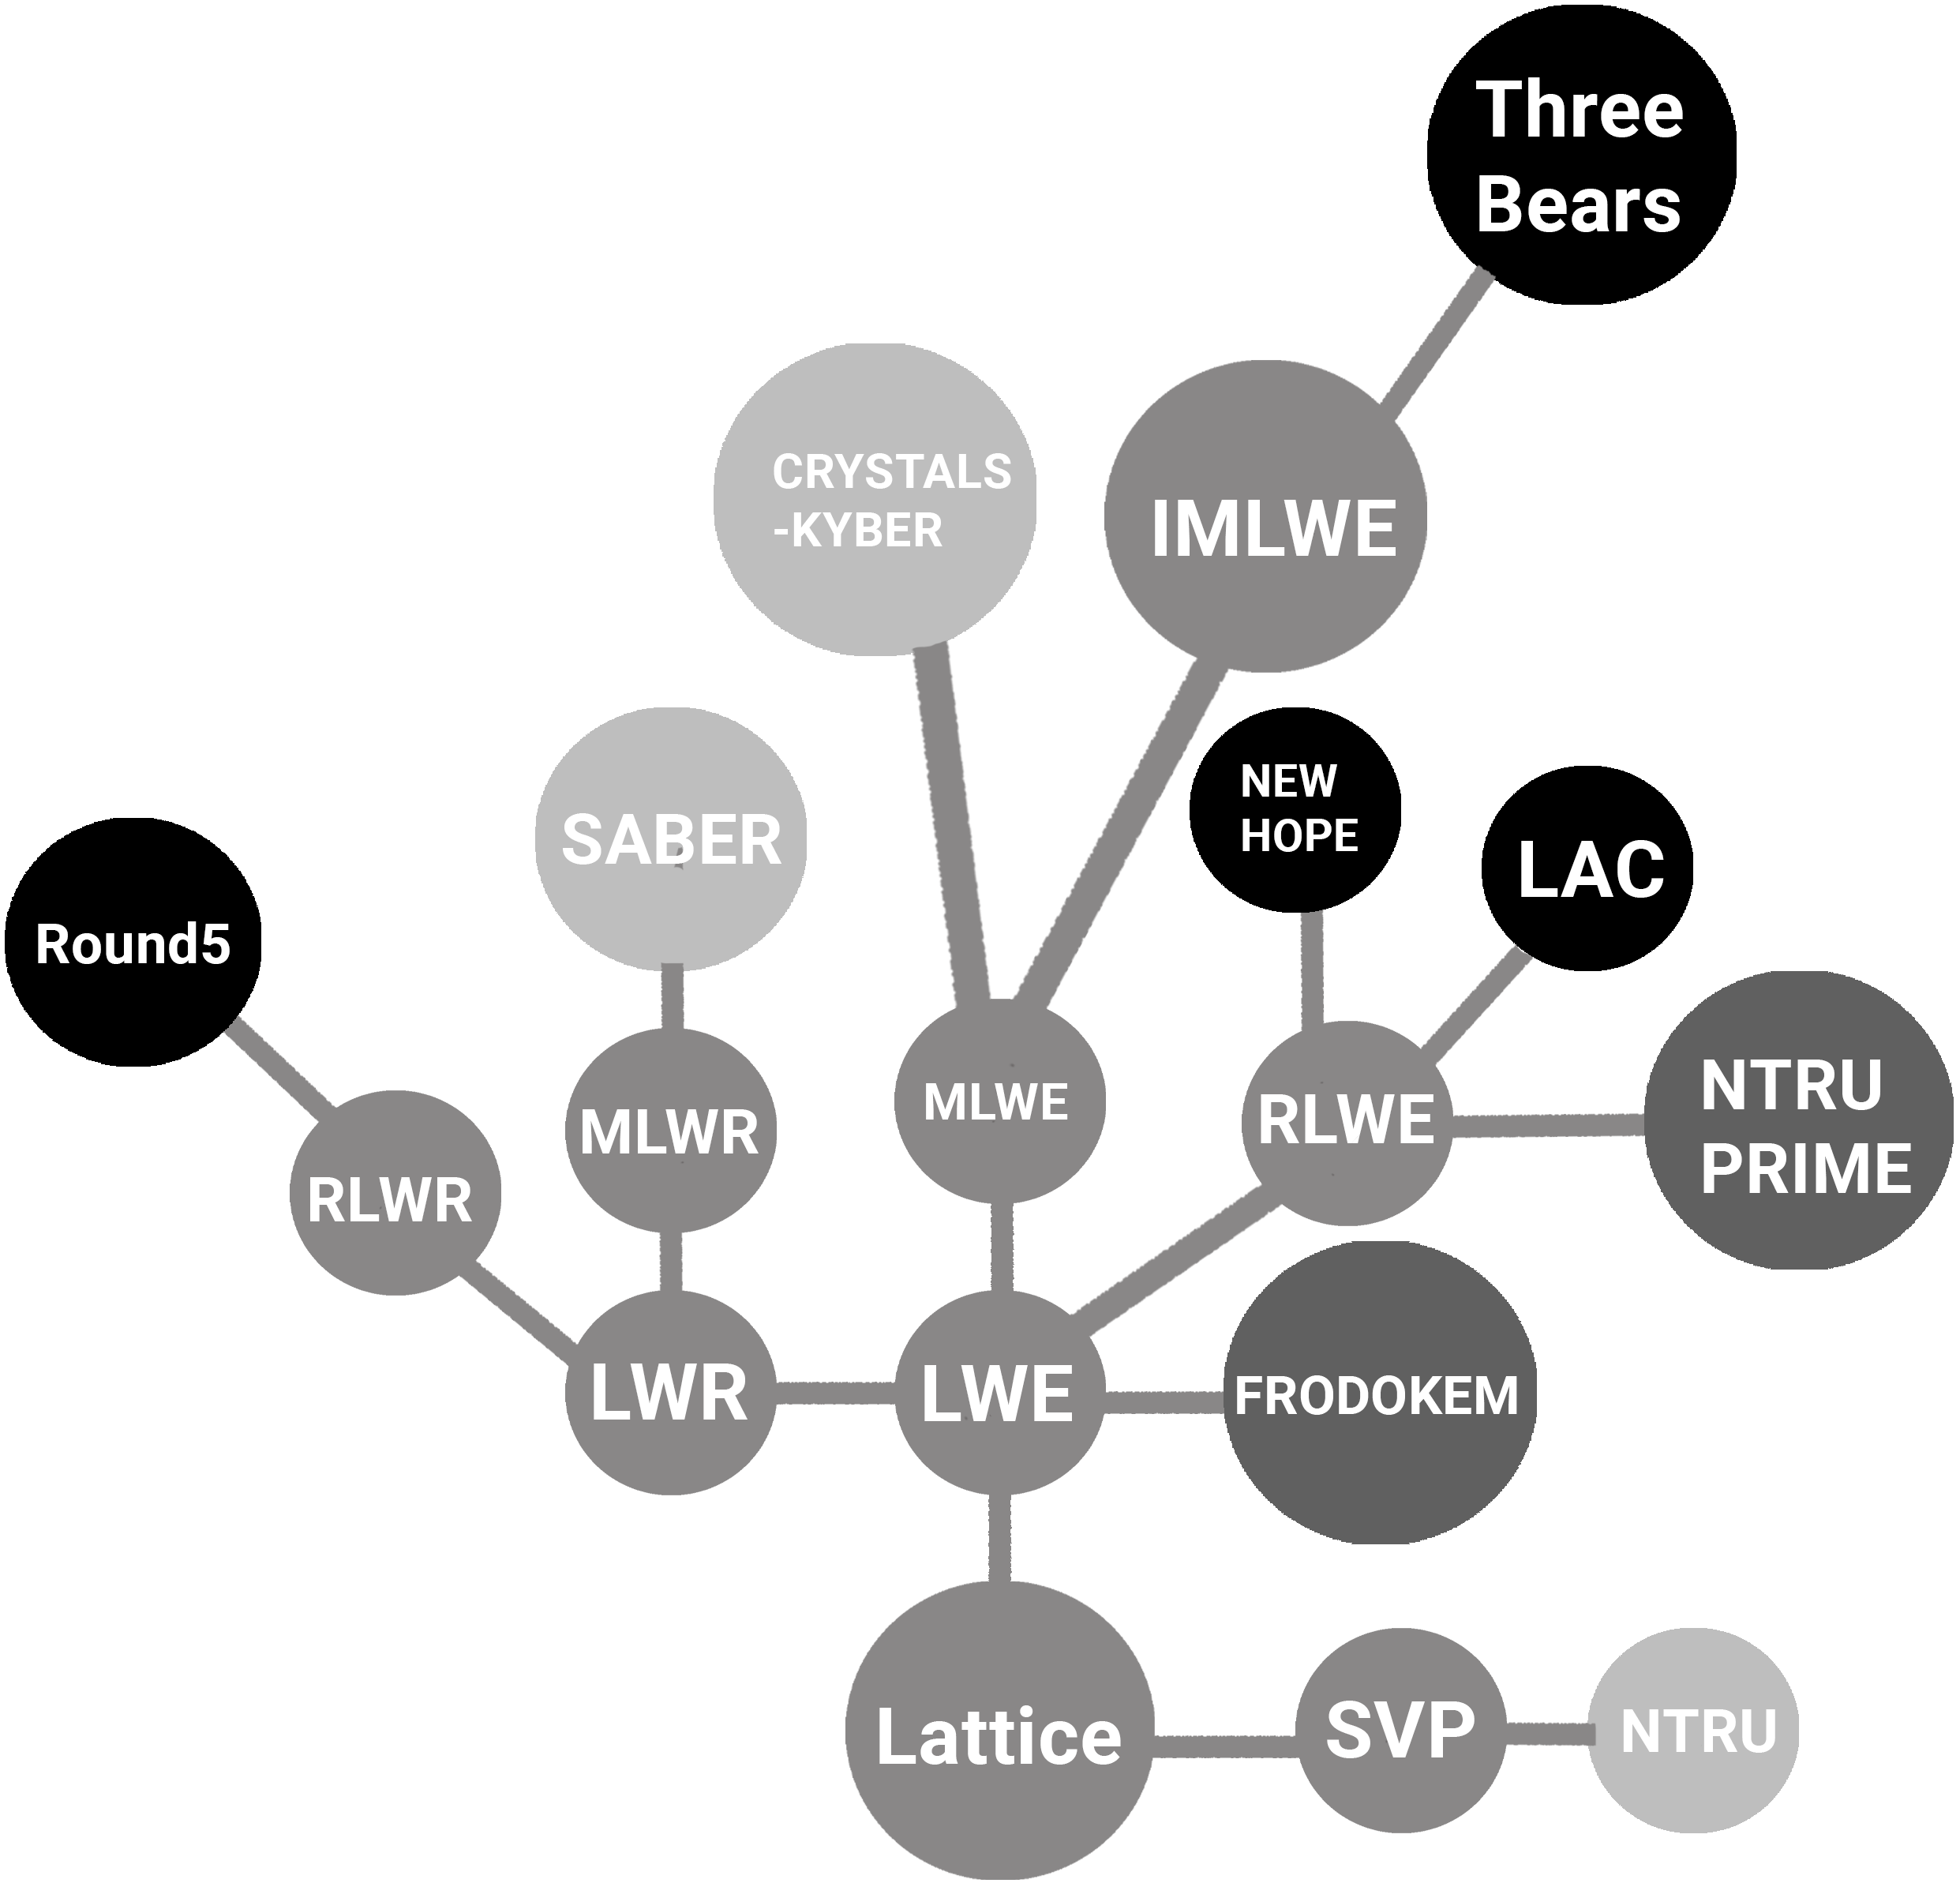 Three
Bears
CRYSTALS
-KYBER
IMLWE
NEW
HOPE
SABER
LAC
Round5
NTRU
PRIME
MLWE
RLWE
MLWR
RLWR
LWR
LWE
FRODOKEM
Lattice
SVP
NTRU